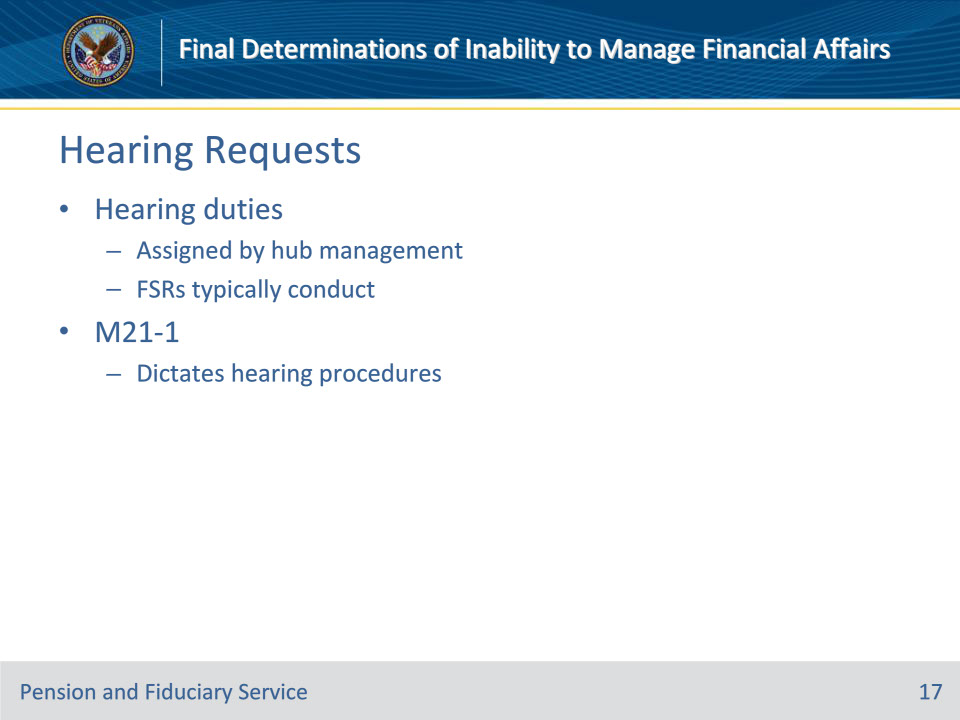 Final Determinations of Inability to Manage Financial Affairs
Hearing Requests
• Hearing duties
– Assigned by hub management
– FSRs typically conduct
• M21-1
– Dictates hearing procedures
Pension and Fiduciary Service
17